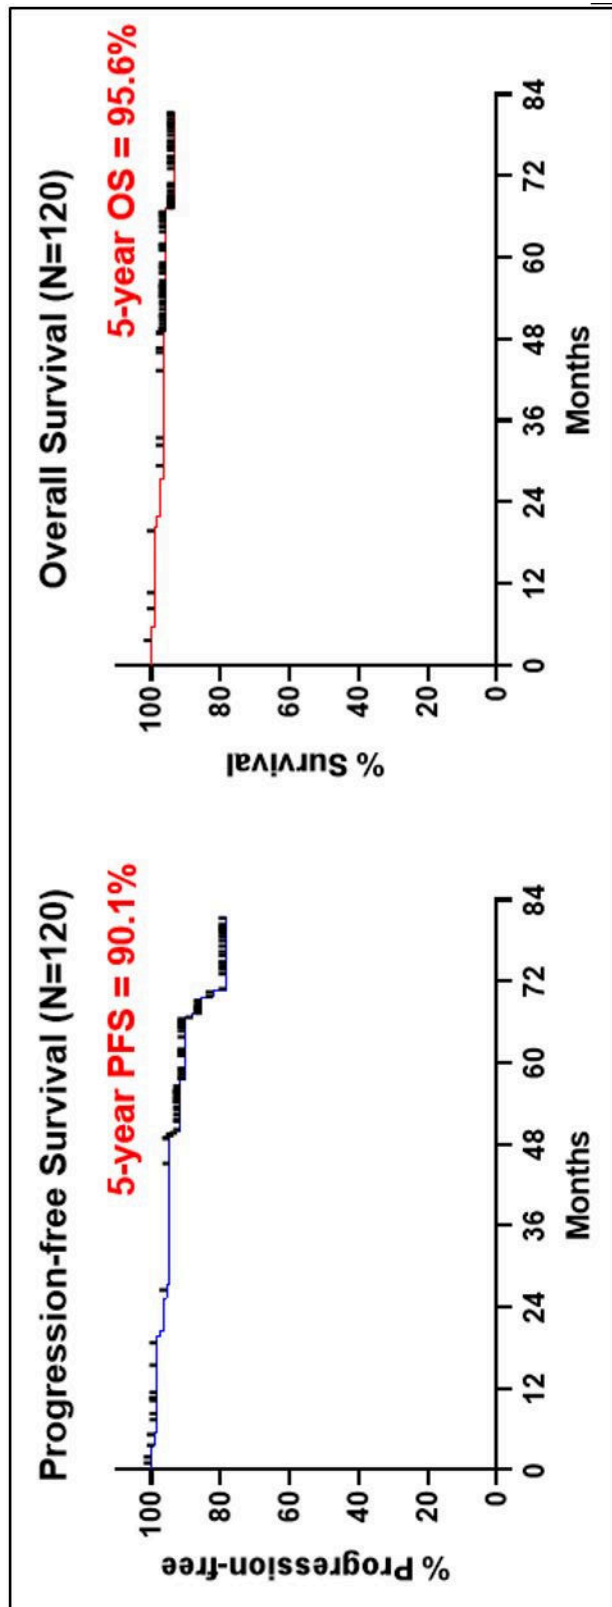 Progression-free Survival (N=120)
5-year PFS = 90.1%
% Progression-free
100
80
60
40
20
0
0 12 24 36 48 60 72 84
Months
Overall Survival (N=120)
5-year OS = 95.6%
% Survival
100
80
60
40
20
0
0 12 24 36 48 60 72 84
Months